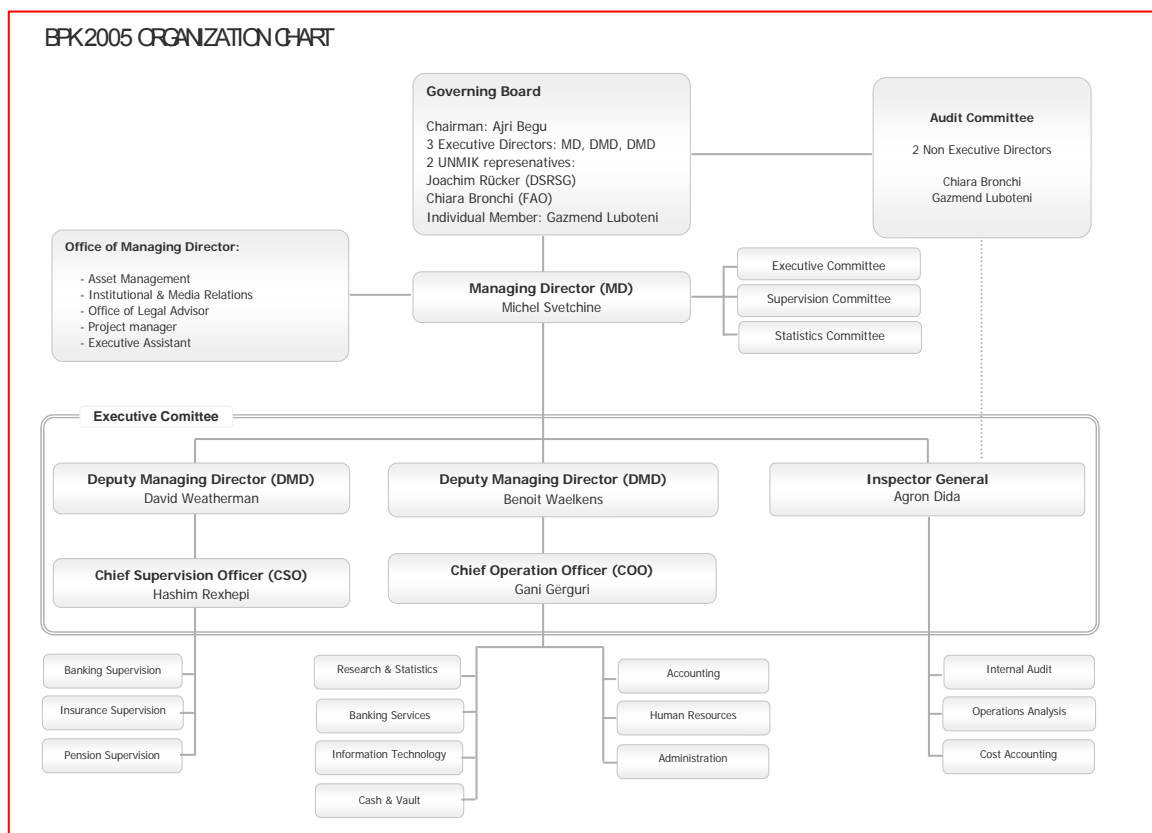 BPK 2005 ORGANIZATION CHART
Governing Board
Chairman: Ajri Begu
3 Executive Directors: MD, DMD, DMD
2 UNMIK represenatives:
Joachim Rücker (DSRSG)
Chiara Bronchi (FAO)
Individual Member: Gazmend Luboteni
Audit Committee
2 Non Executive Directors
Chiara Bronchi
Gazmend Luboteni
Office of Managing Director:
- Asset Management
- Institutional & Media Relations
- Office of Legal Advisor
- Project manager
- Executive Assistant
Managing Director (MD)
Michel Svetchine
Executive Committee
Supervision Committee
Statistics Committee
Executive Comittee
Deputy Managing Director (DMD)
David Weatherman
Deputy Managing Director (DMD)
Benoit Waelkens
Inspector General
Agron Dida
Chief Supervision Officer (CSO)
Hashim Rexhepi
Chief Operation Officer (COO)
Gani Gërguri
Banking Supervision
Insurance Supervision
Pension Supervision
Research & Statistics
Banking Services
Information Technology
Cash & Vault
Accounting
Human Resources
Administration
Internal Audit
Operations Analysis
Cost Accounting